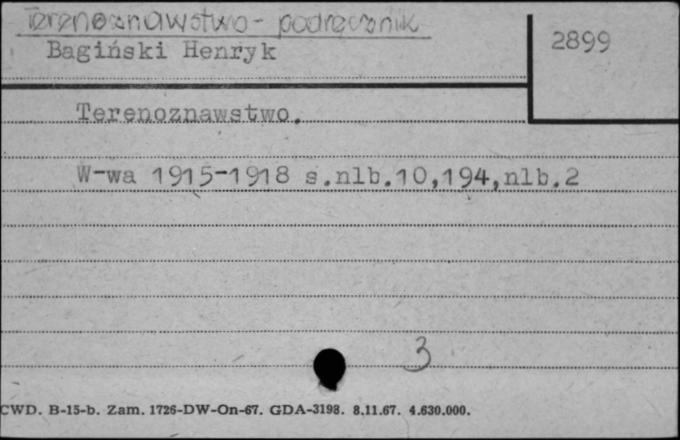 Terenoznawstwo - podręcznik
Bagiński Henryk
2899
Terenoznawstwo.
W-wa 1915-1918 s.nlb.10,194,nlb.2
3
CWD. B-15-b. Zam. 1726-DW-On-67. GDA-3198. 8.11.67. 4.630.000.